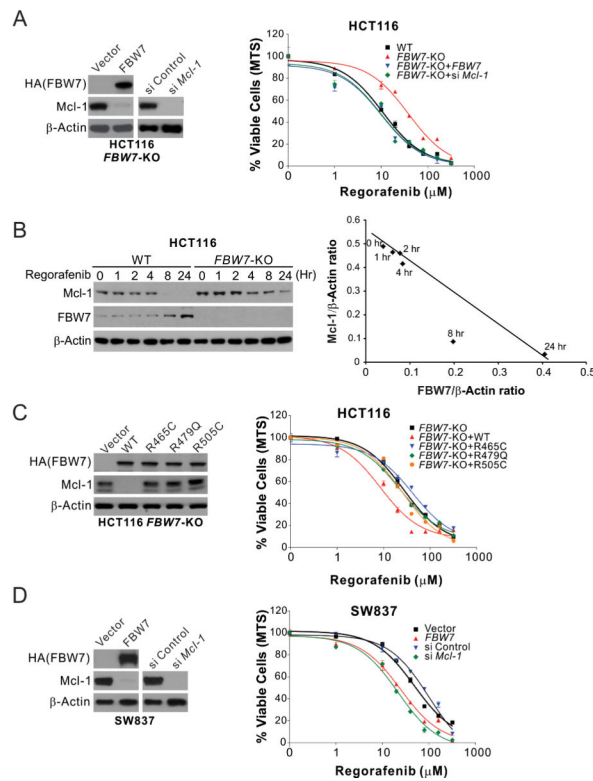 A
Vector
FBW7
si Control
si Mcl-1
HA(FBW7)
Mcl-1
β-Actin
HCT116
FBW7-KO
HCT116
% Viable Cells (MTS)
120
100
80
60
40
20
0
WT
FBW7-KO
FBW7-KO+FBW7
FBW7-KO+si Mcl-1
0 1 10 100 1000
Regorafenib (μM)
B
HCT116
WT FBW7-KO
Regorafenib 0 1 2 4 8 24 0 1 2 4 8 24 (Hr)
Mcl-1
FBW7
β-Actin
Mcl-1/β-Actin ratio
0.6
0.5
0.4
0.3
0.2
0.1
0
0 hr
1 hr
2 hr
4 hr
8 hr
24 hr
0 0.1 0.2 0.3 0.4 0.5
FBW7/β-Actin ratio
C
Vector
WT
R465C
R479Q
R505C
HA(FBW7)
Mcl-1
β-Actin
HCT116 FBW7-KO
HCT116
% Viable Cells (MTS)
120
100
80
60
40
20
0
FBW7-KO
FBW7-KO+WT
FBW7-KO+R465C
FBW7-KO+R479Q
FBW7-KO+R505C
0 1 10 100 1000
Regorafenib (μM)
D
Vector
FBW7
si Control
si Mcl-1
HA(FBW7)
Mcl-1
β-Actin
SW837
SW837
% Viable Cells (MTS)
120
100
80
60
40
20
0
Vector
FBW7
si Control
si Mcl-1
0 1 10 100 1000
Regorafenib (μM)